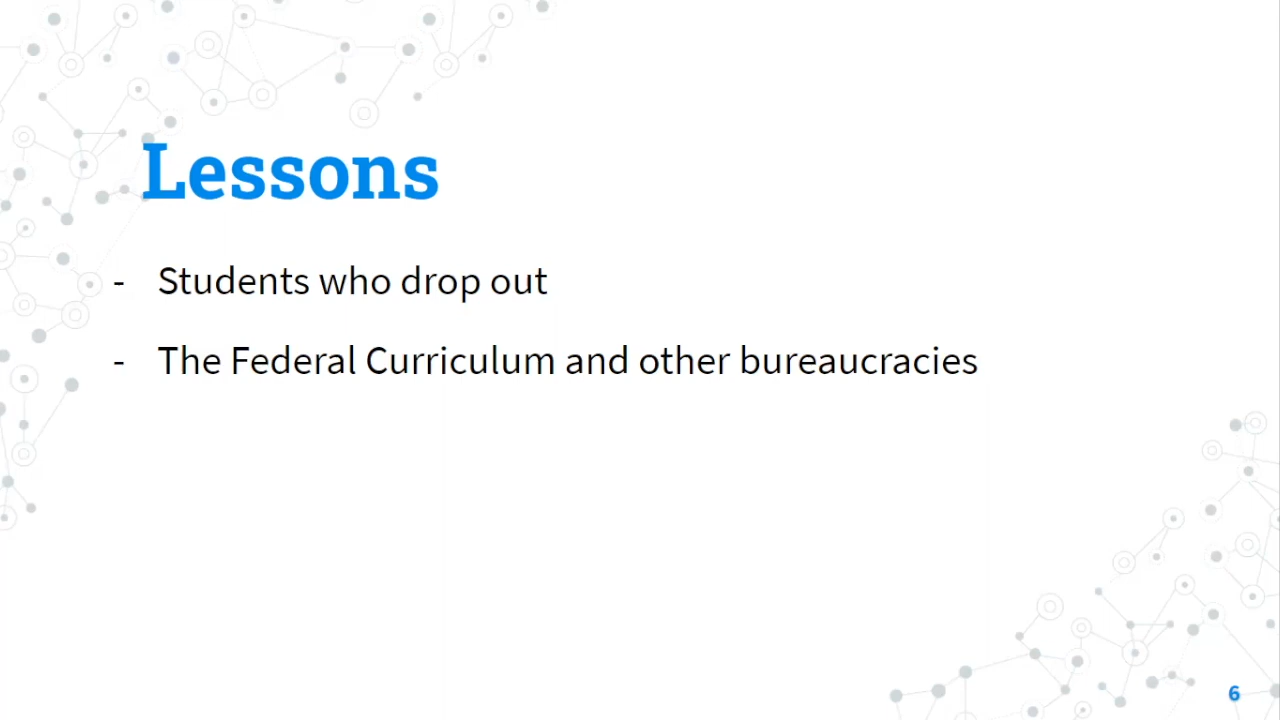 Lessons
- Students who drop out
- The Federal Curriculum and other bureaucracies
6